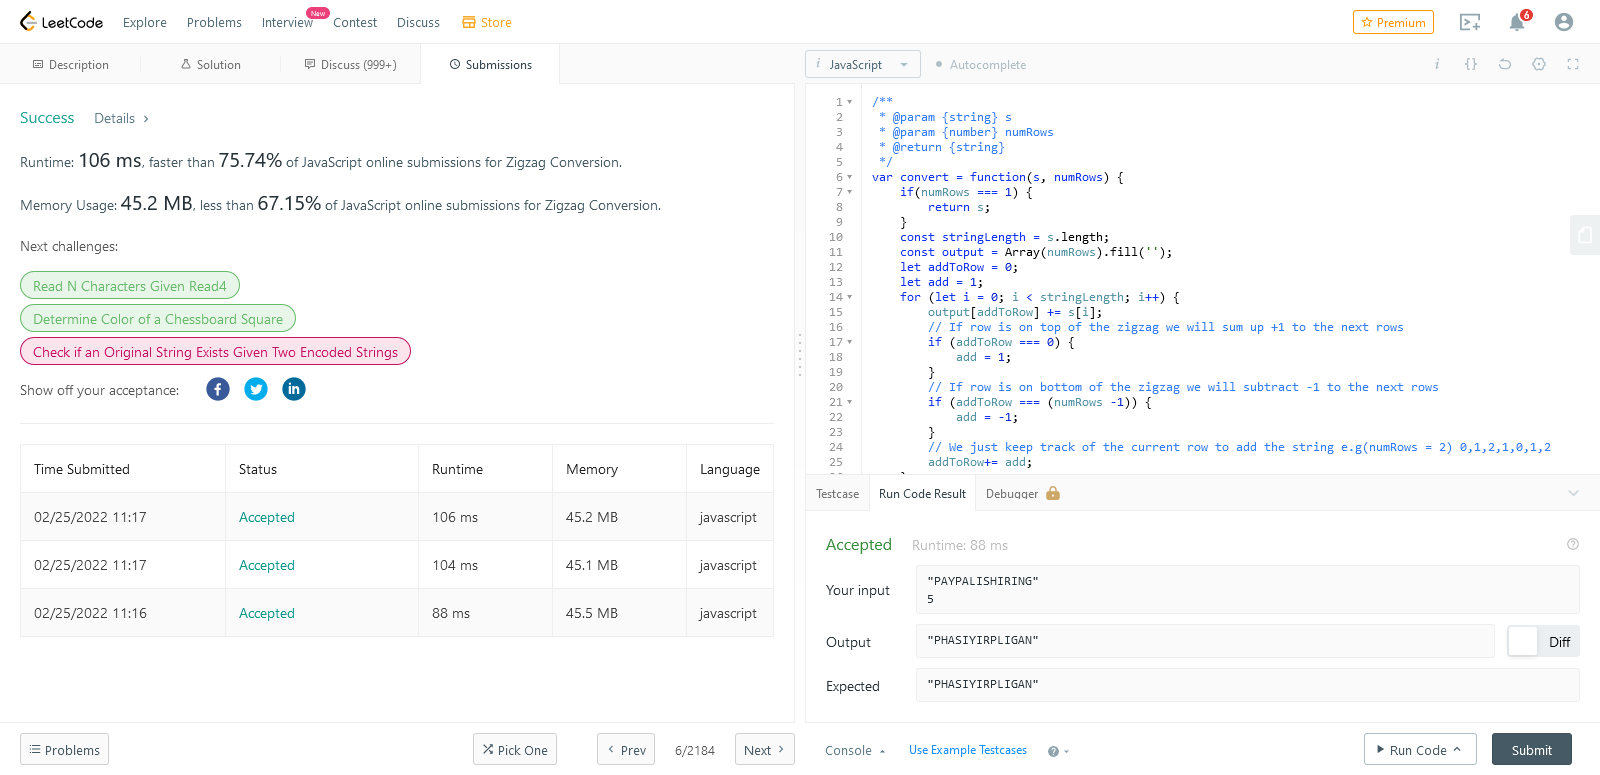 LeetCode Explore Problems Interview New Contest Discuss Store Premium 6
Description Solution Discuss (999+) Submissions
Success Details >
Runtime: 106 ms, faster than 75.74% of JavaScript online submissions for Zigzag Conversion.
Memory Usage: 45.2 MB, less than 67.15% of JavaScript online submissions for Zigzag Conversion.
Next challenges:
Read N Characters Given Read4
Determine Color of a Chessboard Square
Check if an Original String Exists Given Two Encoded Strings
Show off your acceptance:
Time Submitted Status Runtime Memory Language
02/25/2022 11:17 Accepted 106 ms 45.2 MB javascript
02/25/2022 11:17 Accepted 104 ms 45.1 MB javascript
02/25/2022 11:16 Accepted 88 ms 45.5 MB javascript
Problems Pick One Prev 6/2184 Next
i JavaScript Autocomplete i {}
1 /**
2 * @param {string} s
3 * @param {number} numRows
4 * @return {string}
5 */
6 var convert = function(s, numRows) {
7 if(numRows === 1) {
8 return s;
9 }
10 const stringLength = s.length;
11 const output = Array(numRows).fill('');
12 let addToRow = 0;
13 let add = 1;
14 for (let i = 0; i < stringLength; i++) {
15 output[addToRow] += s[i];
16 // If row is on top of the zigzag we will sum up +1 to the next rows
17 if (addToRow === 0) {
18 add = 1;
19 }
20 // If row is on bottom of the zigzag we will subtract -1 to the next rows
21 if (addToRow === (numRows -1)) {
22 add = -1;
23 }
24 // We just keep track of the current row to add the string e.g(numRows = 2) 0,1,2,1,0,1,2
25 addToRow+= add;
Testcase Run Code Result Debugger
Accepted Runtime: 88 ms
Your input
"PAYPALISHIRING"
5
Output "PHASIYIRPLIGAN" Diff
Expected "PHASIYIRPLIGAN"
Console Use Example Testcases Run Code Submit